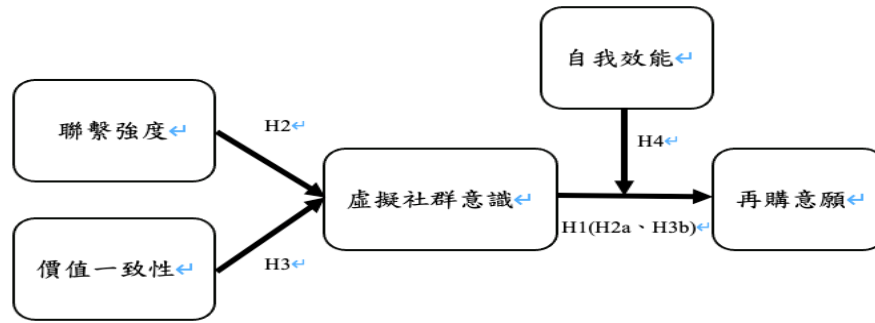 自我效能
聯繫強度
H2
H4
虛擬社群意識
再購意願
H1(H2a、H3b)
價值一致性
H3